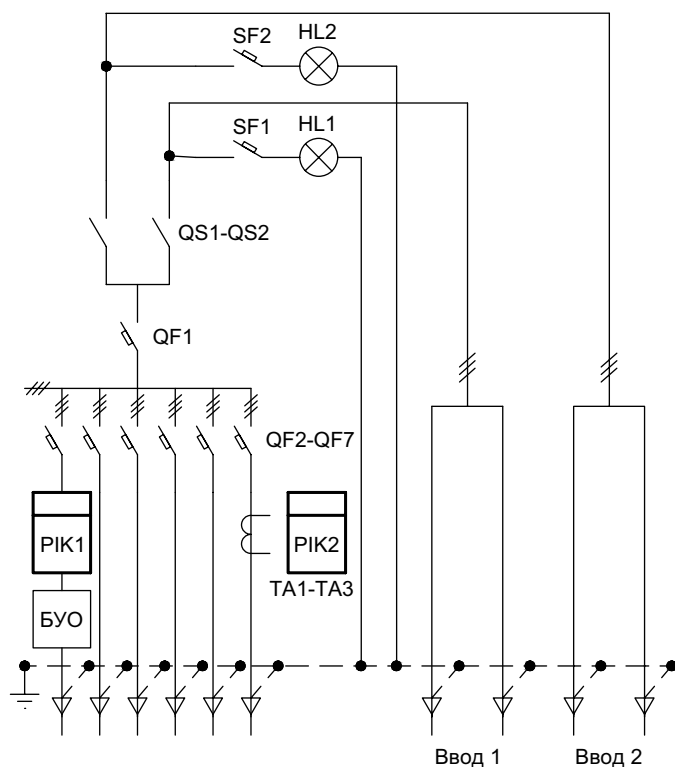 SF2
HL2
SF1
HL1
QS1-QS2
QF1
QF2-QF7
PIK1
PIK2
TA1-TA3
БУО
Ввод 1
Ввод 2